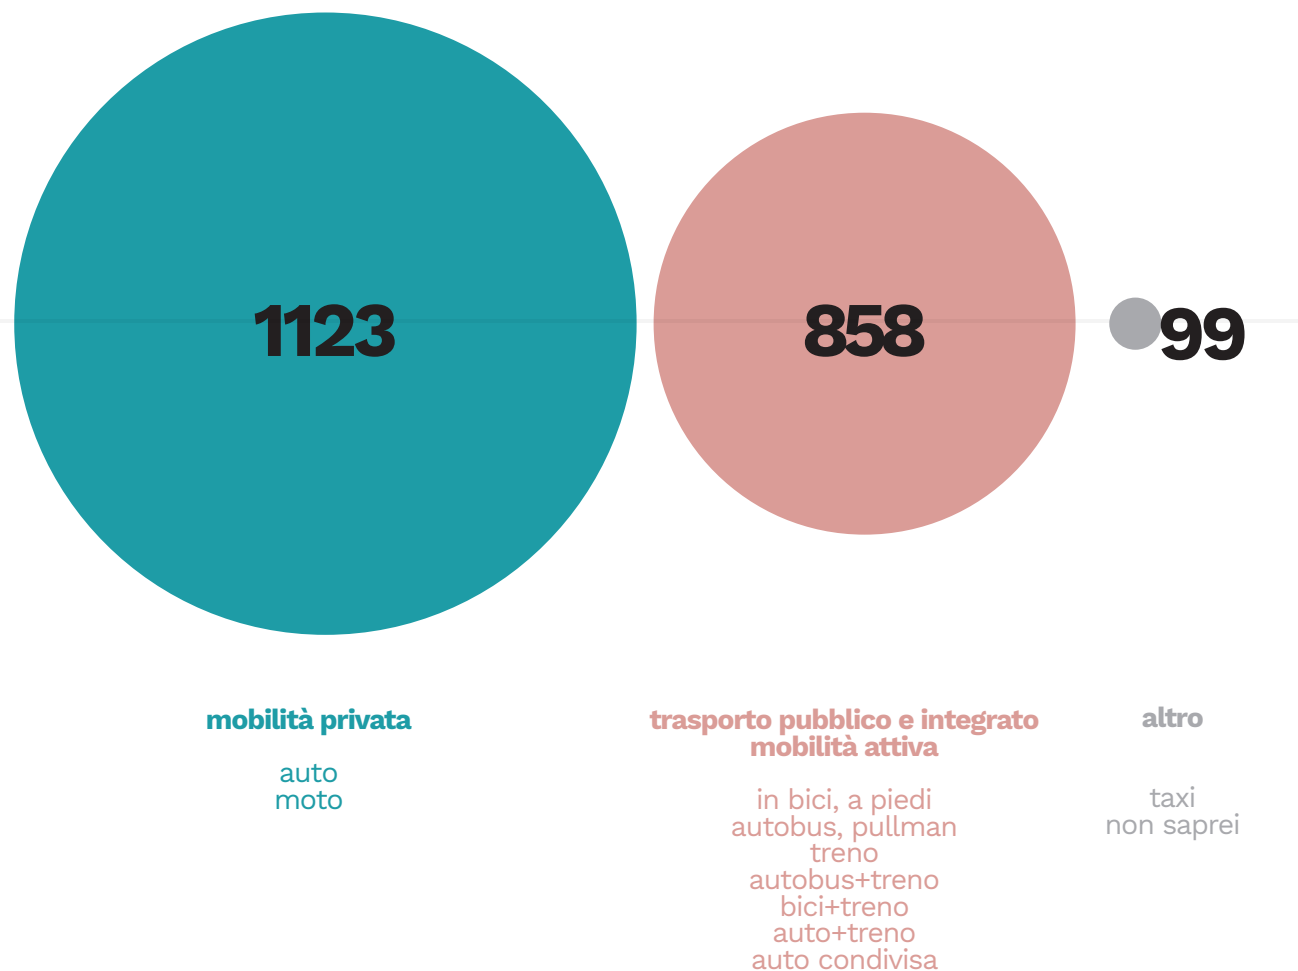 1123
858
99
mobilità privata
auto
moto
trasporto pubblico e integrato
mobilità attiva
in bici, a piedi
autobus, pullman
treno
autobus+treno
bici+treno
auto+treno
auto condivisa
altro
taxi
non saprei